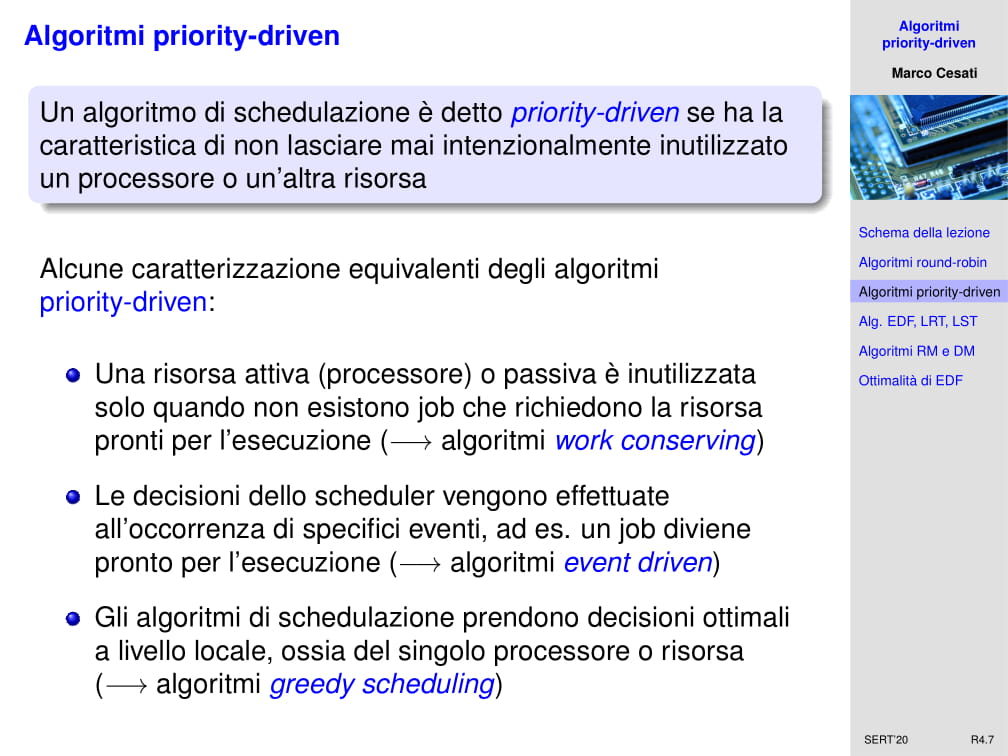 Algoritmi priority-driven
Un algoritmo di schedulazione è detto priority-driven se ha la
caratteristica di non lasciare mai intenzionalmente inutilizzato
un processore o un'altra risorsa
Alcune caratterizzazione equivalenti degli algoritmi
priority-driven:
Una risorsa attiva (processore) o passiva è inutilizzata
solo quando non esistono job che richiedono la risorsa
pronti per l'esecuzione (⟶ algoritmi work conserving)
Le decisioni dello scheduler vengono effettuate
all'occorrenza di specifici eventi, ad es. un job diviene
pronto per l'esecuzione (⟶ algoritmi event driven)
Gli algoritmi di schedulazione prendono decisioni ottimali
a livello locale, ossia del singolo processore o risorsa
(⟶ algoritmi greedy scheduling)
Algoritmi
priority-driven
Marco Cesati
Schema della lezione
Algoritmi round-robin
Algoritmi priority-driven
Alg. EDF, LRT, LST
Algoritmi RM e DM
Ottimalità di EDF
SERT'20 R4.7